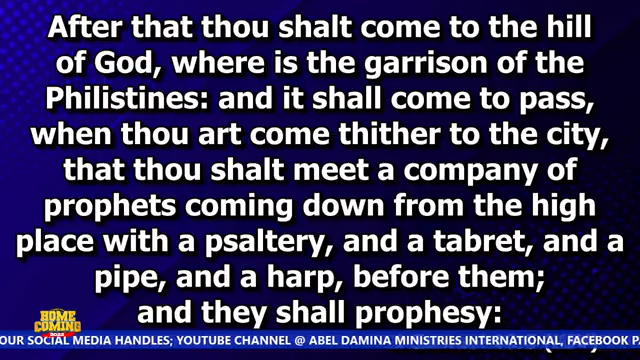 After that thou shalt come to the hill
of God, where is the garrison of the
Philistines: and it shall come to pass,
when thou art come thither to the city,
that thou shalt meet a company of
prophets coming down from the high
place with a psaltery, and a tabret, and a
pipe, and a harp, before them;
and they shall prophesy:
HOME
COMING
OUR SOCIAL MEDIA HANDLES; YOUTUBE CHANNEL @ ABEL DAMINA MINISTRIES INTERNATIONAL, FACEBOOK